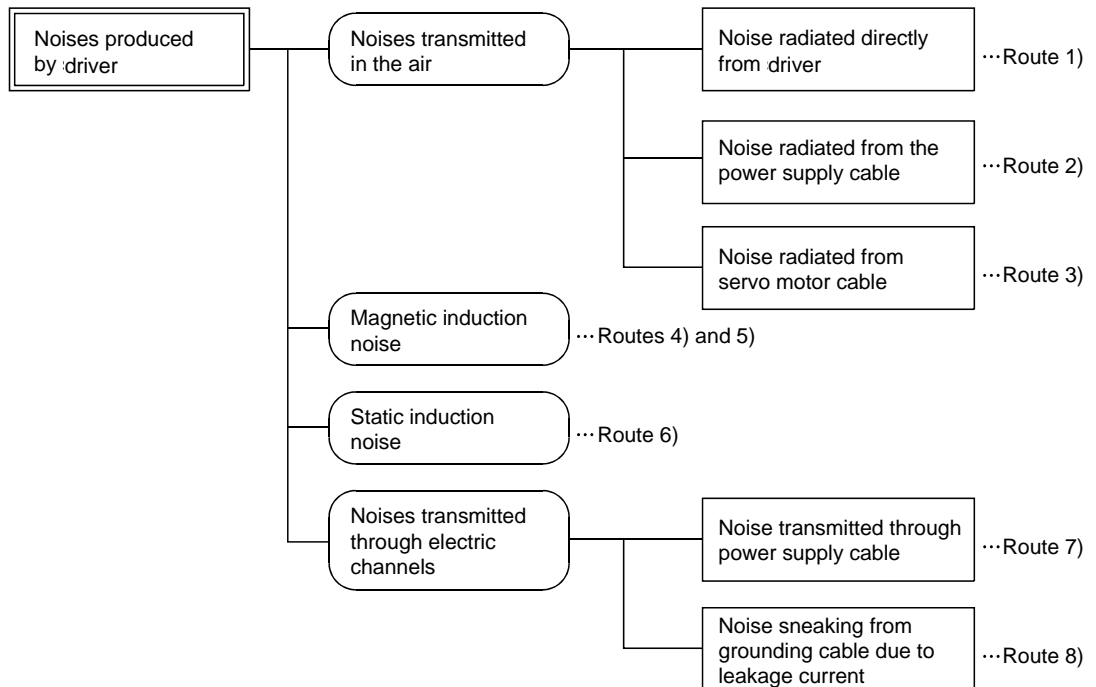 Noises produced
by driver
Noises transmitted
in the air
Noise radiated directly
from driver
···Route 1)
Noise radiated from the
power supply cable
···Route 2)
Noise radiated from
servo motor cable
···Route 3)
Magnetic induction
noise
···Routes 4) and 5)
Static induction
noise
···Route 6)
Noises transmitted
through electric
channels
Noise transmitted through
power supply cable
···Route 7)
Noise sneaking from
grounding cable due to
leakage current
···Route 8)